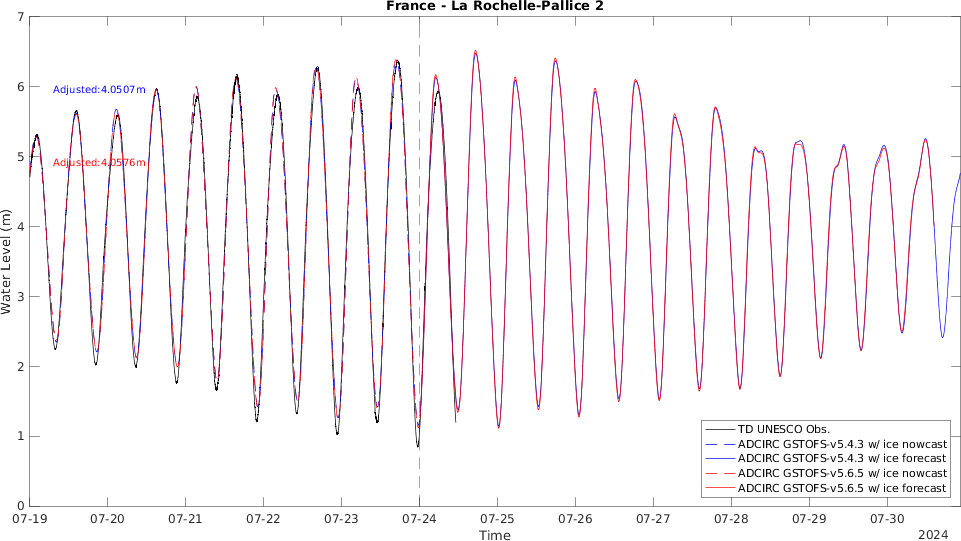 France - La Rochelle-Pallice 2
7
6
5
4
3
2
1
0
Water Level (m)
Adjusted:4.0507m
Adjusted:4.0576m
TD UNESCO Obs.
ADCIRC GSTOFS-v5.4.3 w/ ice nowcast
ADCIRC GSTOFS-v5.4.3 w/ ice forecast
ADCIRC GSTOFS-v5.6.5 w/ ice nowcast
ADCIRC GSTOFS-v5.6.5 w/ ice forecast
07-19 07-20 07-21 07-22 07-23 07-24 07-25 07-26 07-27 07-28 07-29 07-30
Time
2024